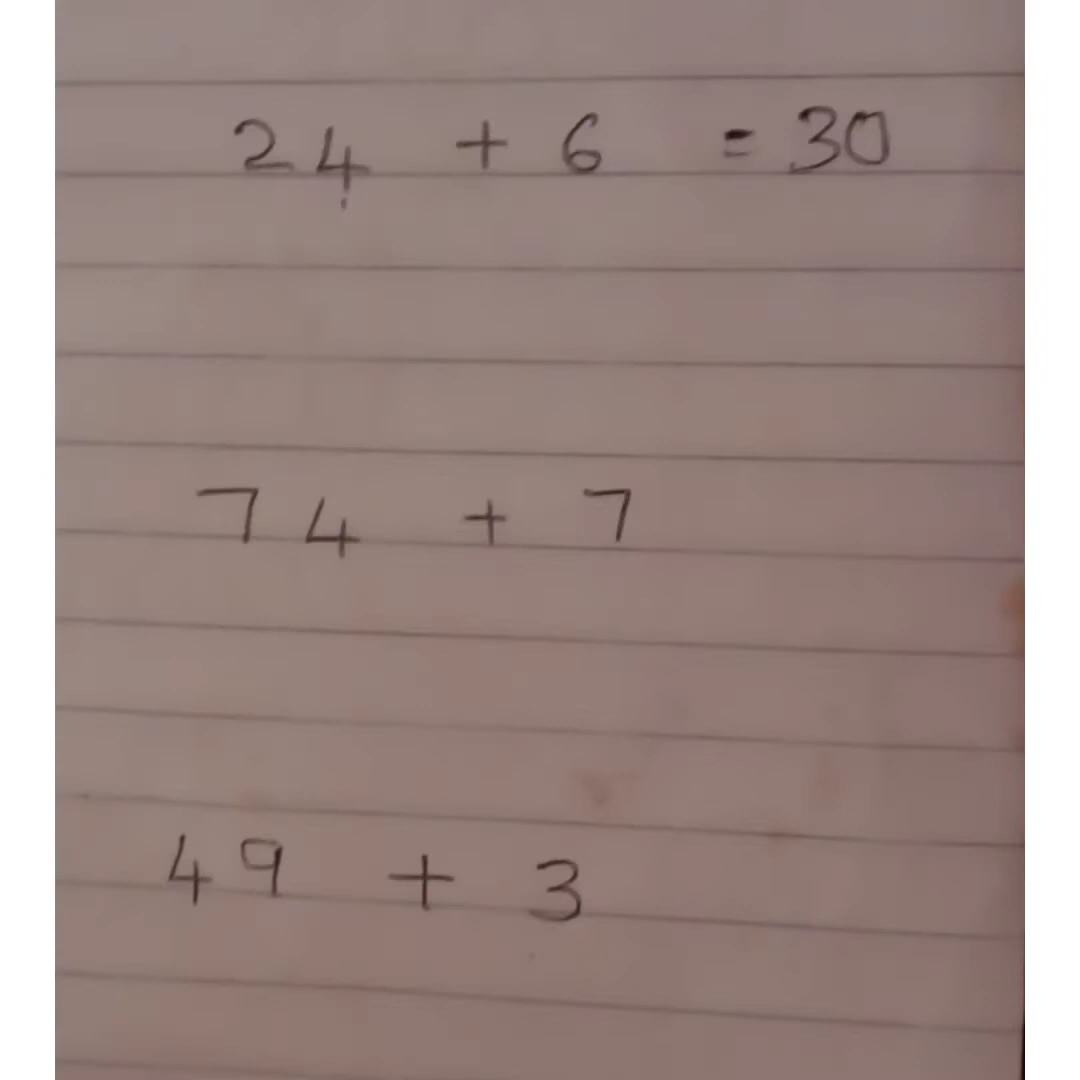 24 + 6 = 30
74 + 7
49 + 3